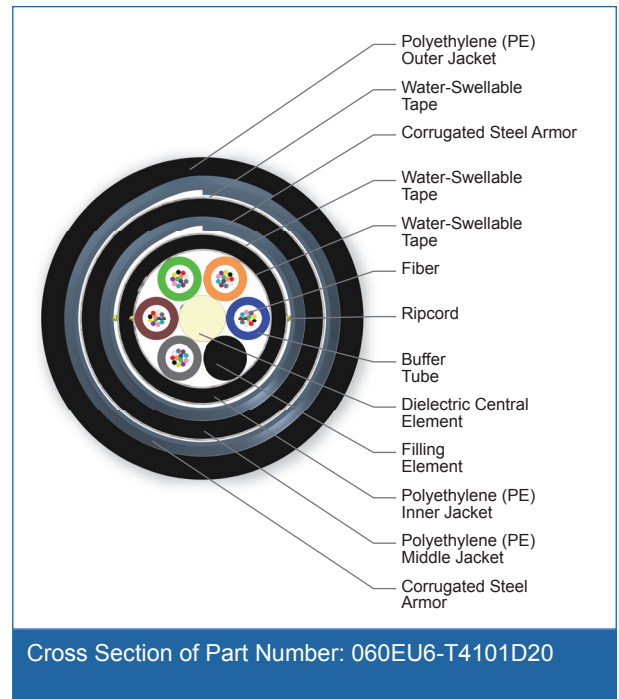 Polyethylene (PE)
Outer Jacket
Water-Swellable
Tape
Corrugated Steel Armor
Water-Swellable
Tape
Water-Swellable
Tape
Fiber
Ripcord
Buffer
Tube
Dielectric Central
Element
Filling
Element
Polyethylene (PE)
Inner Jacket
Polyethylene (PE)
Middle Jacket
Corrugated Steel
Armor
Cross Section of Part Number: 060EU6-T4101D20